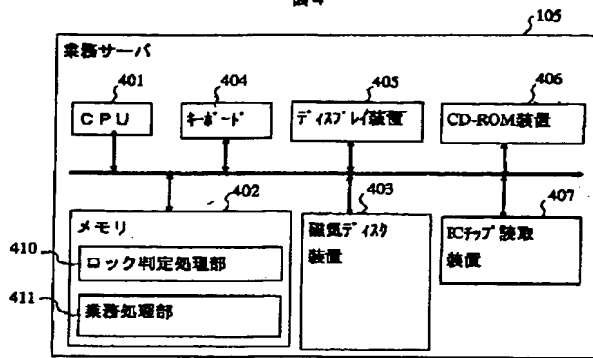 図4
105
業務サーバ
401
404
405
406
CPU
キーボード
ディスプレイ装置
CD-ROM装置
402
403
407
メモリ
磁気ディスク
装置
ICチップ読取
装置
410
ロック判定処理部
411
業務処理部